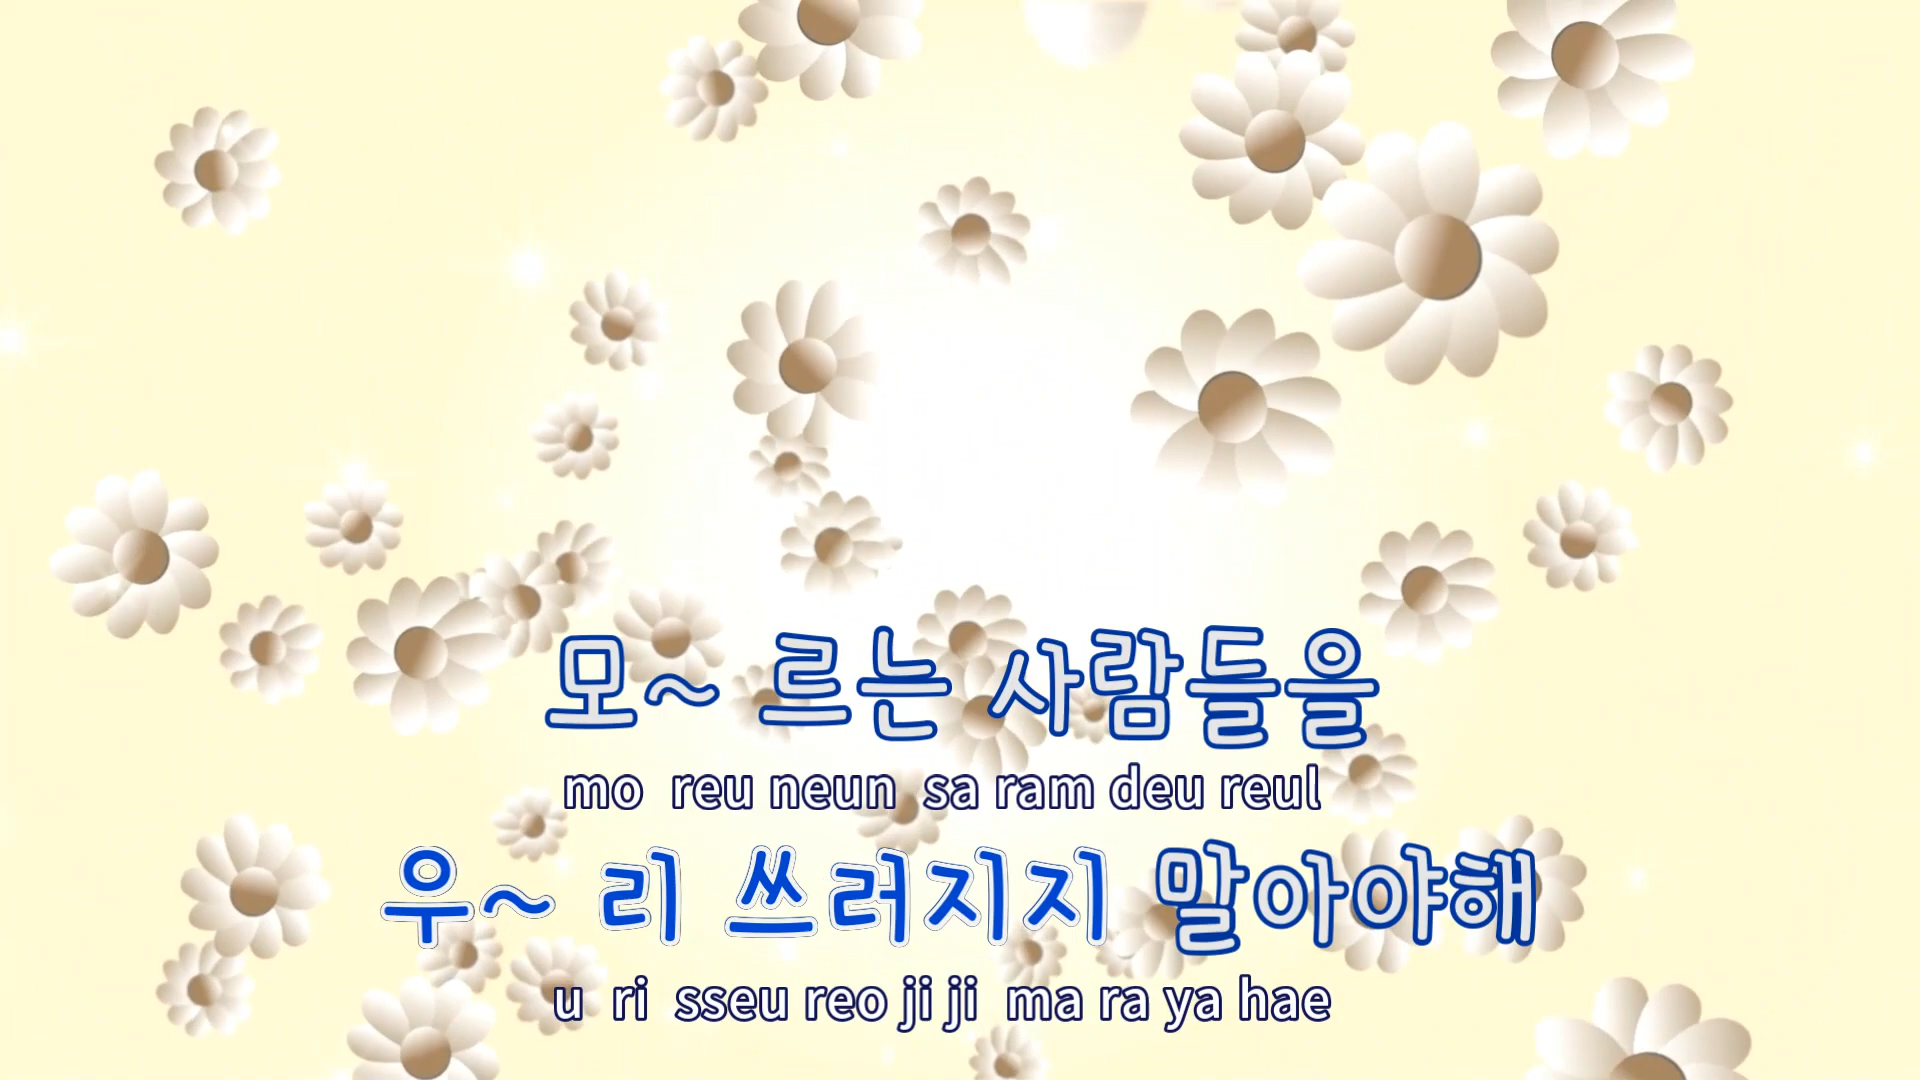 모~ 르는 사람들을
mo reu neun sa ram deu reul
우~ 리 쓰러지지 말아야해
u ri sseu reo ji ji ma ra ya hae